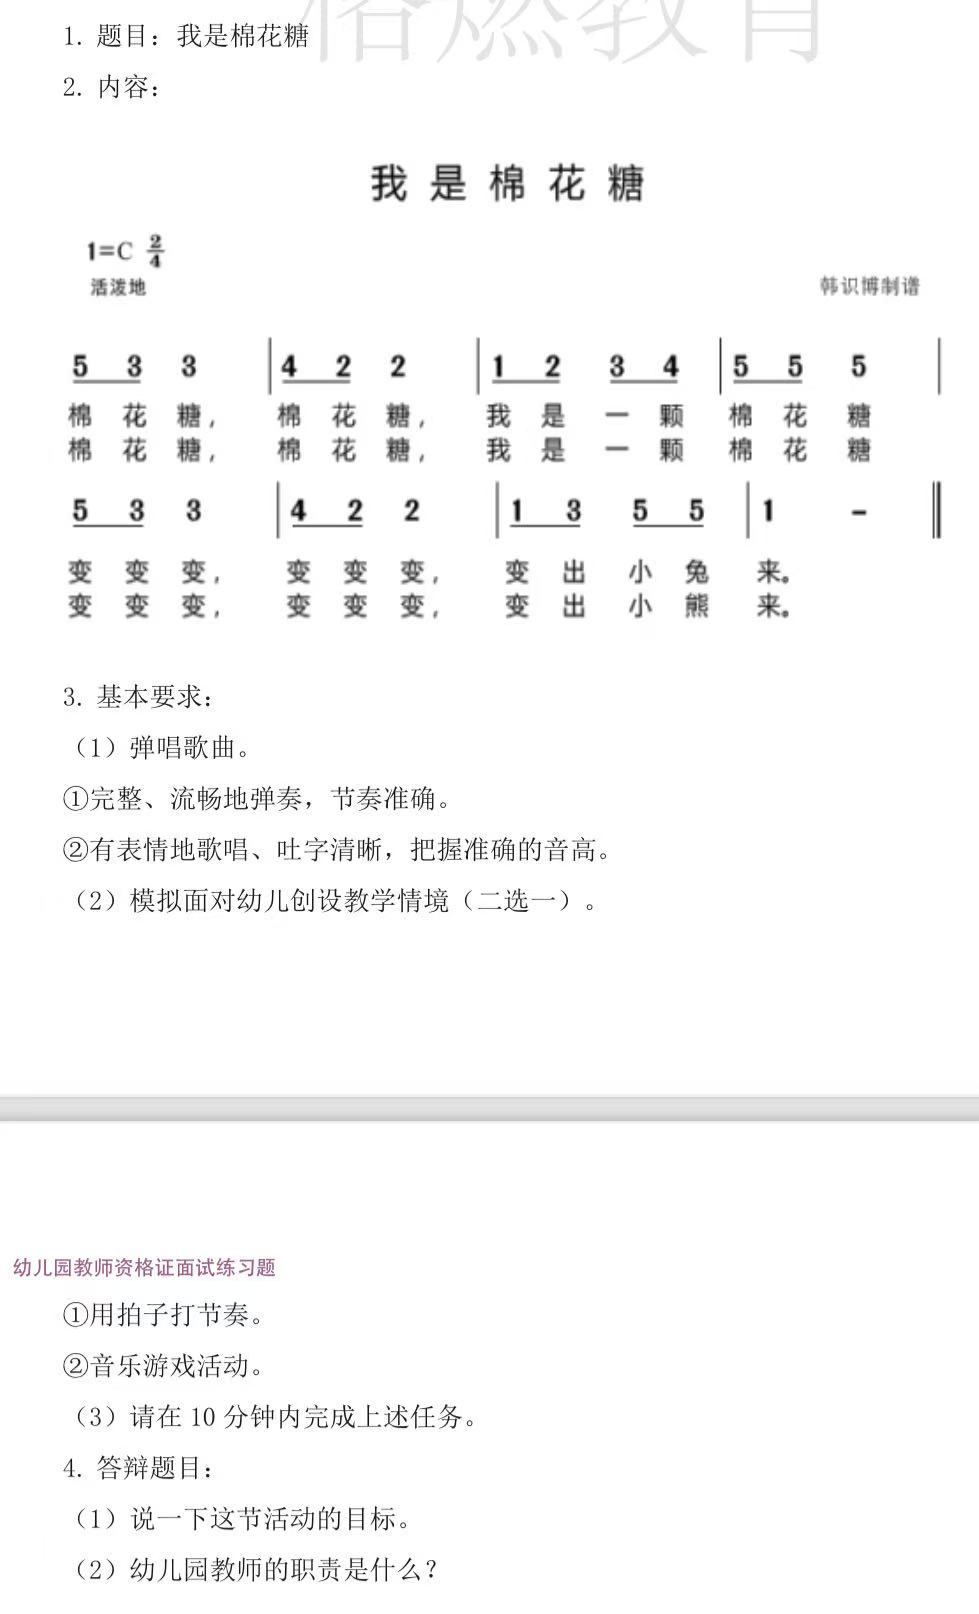 1. 题目：我是棉花糖
2. 内容：
我是棉花糖
1=C 2/4
活泼地
韩识博制谱
5 3 3 | 4 2 2 | 1 2 3 4 | 5 5 5 |
棉 花 糖， 棉 花 糖， 我 是 一 颗 棉 花 糖
棉 花 糖， 棉 花 糖， 我 是 一 颗 棉 花 糖
5 3 3 | 4 2 2 | 1 3 5 5 | 1 - ‖
变 变 变， 变 变 变， 变 出 小 兔 来。
变 变 变， 变 变 变， 变 出 小 熊 来。
3. 基本要求：
（1）弹唱歌曲。
①完整、流畅地弹奏，节奏准确。
②有表情地歌唱、吐字清晰，把握准确的音高。
（2）模拟面对幼儿创设教学情境（二选一）。
幼儿园教师资格证面试练习题
①用拍子打节奏。
②音乐游戏活动。
（3）请在 10 分钟内完成上述任务。
4. 答辩题目：
（1）说一下这节活动的目标。
（2）幼儿园教师的职责是什么？